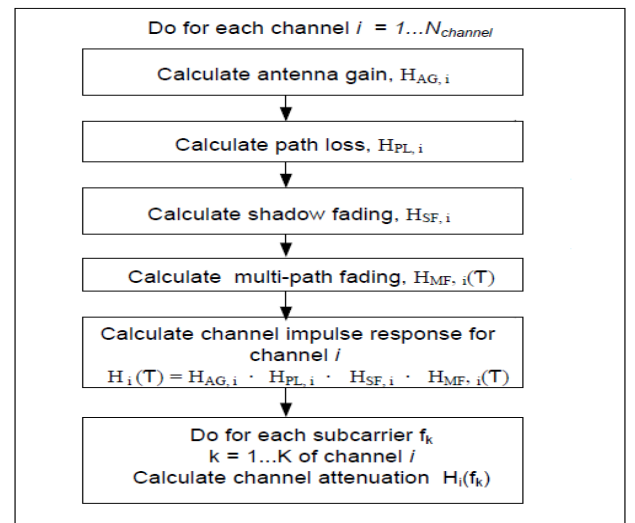 Do for each channel i = 1...Nchannel
Calculate antenna gain, HAG, i
Calculate path loss, HPL, i
Calculate shadow fading, HSF, i
Calculate multi-path fading, HMF, i(T)
Calculate channel impulse response for
channel i
H i (T) = HAG, i · HPL, i · HSF, i · HMF, i(T)
Do for each subcarrier fk
k = 1...K of channel i
Calculate channel attenuation Hi(fk)